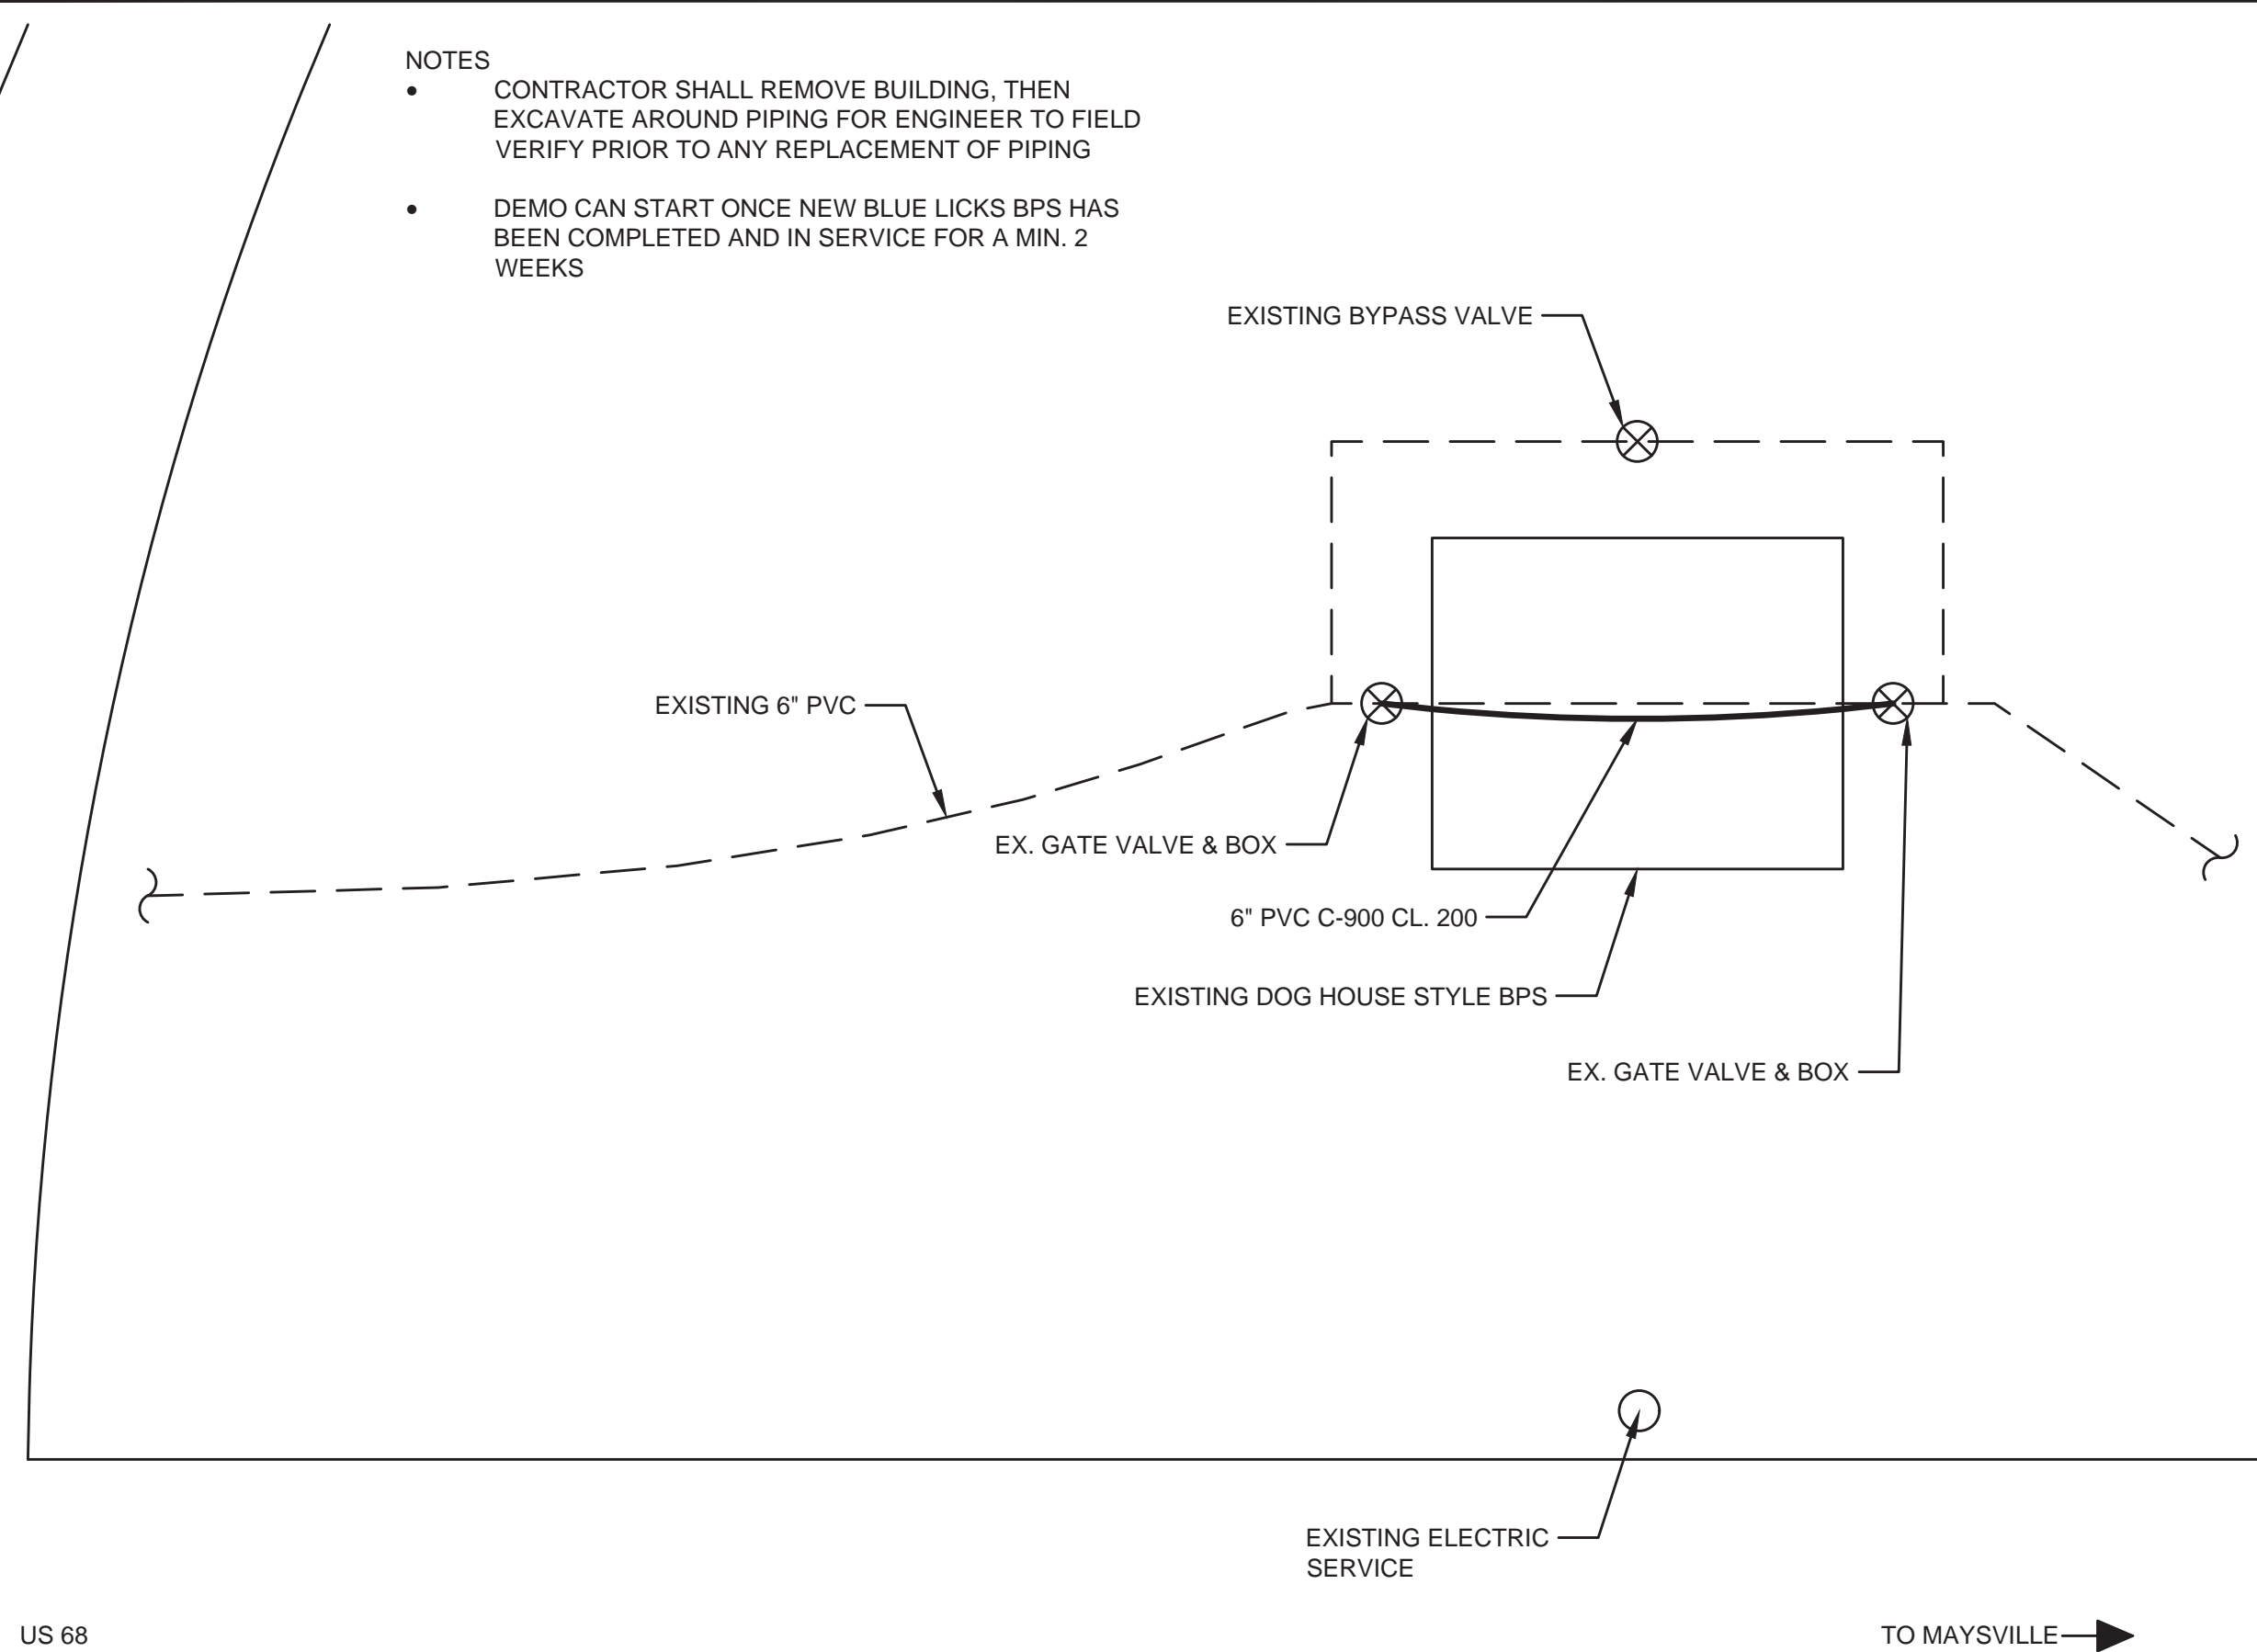 NOTES
• CONTRACTOR SHALL REMOVE BUILDING, THEN
EXCAVATE AROUND PIPING FOR ENGINEER TO FIELD
VERIFY PRIOR TO ANY REPLACEMENT OF PIPING
• DEMO CAN START ONCE NEW BLUE LICKS BPS HAS
BEEN COMPLETED AND IN SERVICE FOR A MIN. 2
WEEKS
EXISTING BYPASS VALVE
EXISTING 6" PVC
EX. GATE VALVE & BOX
6" PVC C-900 CL. 200
EXISTING DOG HOUSE STYLE BPS
EX. GATE VALVE & BOX
EXISTING ELECTRIC
SERVICE
US 68
TO MAYSVILLE